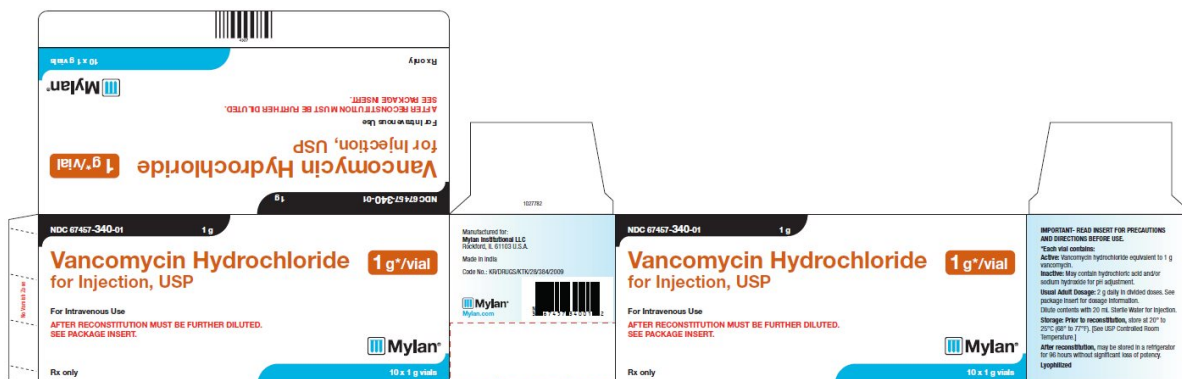 Rx only
10 x 1 g vials
Mylan®
AFTER RECONSTITUTION MUST BE FURTHER DILUTED.
SEE PACKAGE INSERT.
For Intravenous Use
Vancomycin Hydrochloride
for Injection, USP
1 g*/vial
NDC 67457-340-01
1 g
1027782
NDC 67457-340-01
1 g
Vancomycin Hydrochloride
for Injection, USP
1 g*/vial
For Intravenous Use
AFTER RECONSTITUTION MUST BE FURTHER DILUTED.
SEE PACKAGE INSERT.
Mylan®
Rx only
10 x 1 g vials
Manufactured for:
Mylan Institutional LLC
Rockford, IL 61103 U.S.A.
Made in India
Code No.: KR/DRUGS/KTK/28/384/2009
Mylan®
Mylan.com
NDC 67457-340-01
1 g
Vancomycin Hydrochloride
for Injection, USP
1 g*/vial
For Intravenous Use
AFTER RECONSTITUTION MUST BE FURTHER DILUTED.
SEE PACKAGE INSERT.
Mylan®
Rx only
10 x 1 g vials
IMPORTANT- READ INSERT FOR PRECAUTIONS
AND DIRECTIONS BEFORE USE.
*Each vial contains:
Active: Vancomycin hydrochloride equivalent to 1 g
vancomycin.
Inactive: May contain hydrochloric acid and/or
sodium hydroxide for pH adjustment.
Usual Adult Dosage: 2 g daily in divided doses. See
package insert for dosage information.
Dilute contents with 20 mL Sterile Water for Injection.
Storage: Prior to reconstitution, store at 20° to
25°C (68° to 77°F). [See USP Controlled Room
Temperature.]
After reconstitution, may be stored in a refrigerator
for 96 hours without significant loss of potency.
Lyophilized